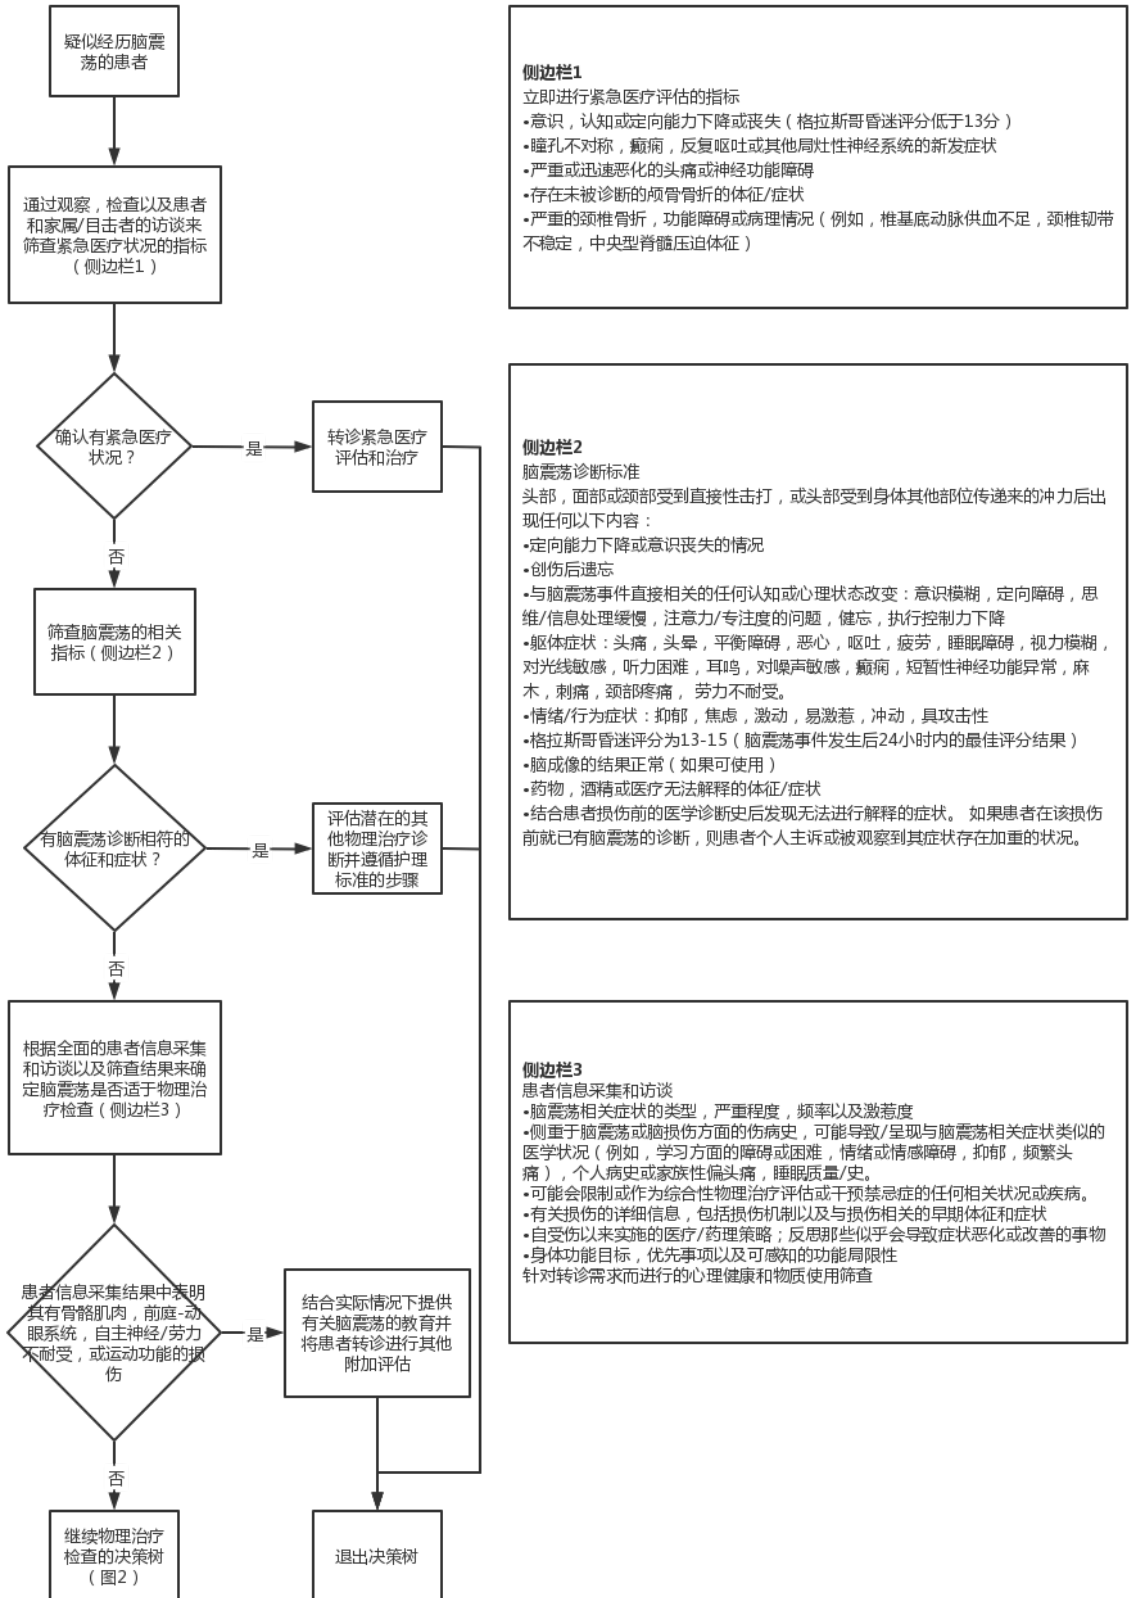 疑似经历脑震
荡的患者
通过观察，检查以及患者
和家属/目击者的访谈来
筛查紧急医疗状况的指标
（侧边栏1）
确认有紧急医疗
状况？
是
转诊紧急医疗
评估和治疗
否
筛查脑震荡的相关
指标（侧边栏2）
有脑震荡诊断相符的
体征和症状？
是
评估潜在的其
他物理治疗诊
断并遵循护理
标准的步骤
否
根据全面的患者信息采集
和访谈以及筛查结果来确
定脑震荡是否适于物理治
疗检查（侧边栏3）
患者信息采集结果中表明
其有骨骼肌肉，前庭-动
眼系统，自主神经/劳力
不耐受，或运动功能的损
伤
是
结合实际情况下提供
有关脑震荡的教育并
将患者转诊进行其他
附加评估
否
继续物理治疗
检查的决策树
（图2）
退出决策树
侧边栏1
立即进行紧急医疗评估的指标
•意识，认知或定向能力下降或丧失（格拉斯哥昏迷评分低于13分）
•瞳孔不对称，癫痫，反复呕吐或其他局灶性神经系统的新发症状
•严重或迅速恶化的头痛或神经功能障碍
•存在未被诊断的颅骨骨折的体征/症状
•严重的颈椎骨折，功能障碍或病理情况（例如，椎基底动脉供血不足，颈椎韧带
不稳定，中央型脊髓压迫体征）
侧边栏2
脑震荡诊断标准
头部，面部或颈部受到直接性击打，或头部受到身体其他部位传递来的冲力后出
现任何以下内容：
•定向能力下降或意识丧失的情况
•创伤后遗忘
•与脑震荡事件直接相关的任何认知或心理状态改变：意识模糊，定向障碍，思
维/信息处理缓慢，注意力/专注度的问题，健忘，执行控制力下降
•躯体症状：头痛，头晕，平衡障碍，恶心，呕吐，疲劳，睡眠障碍，视力模糊，
对光线敏感，听力困难，耳鸣，对噪声敏感，癫痫，短暂性神经功能异常，麻
木，刺痛，颈部疼痛， 劳力不耐受。
•情绪/行为症状：抑郁，焦虑，激动，易激惹，冲动，具攻击性
•格拉斯哥昏迷评分为13-15（脑震荡事件发生后24小时内的最佳评分结果）
•脑成像的结果正常（如果可使用）
•药物，酒精或医疗无法解释的体征/症状
•结合患者损伤前的医学诊断史后发现无法进行解释的症状。 如果患者在该损伤
前就已有脑震荡的诊断，则患者个人主诉或被观察到其症状存在加重的状况。
侧边栏3
患者信息采集和访谈
•脑震荡相关症状的类型，严重程度，频率以及激惹度
•侧重于脑震荡或脑损伤方面的伤病史，可能导致/呈现与脑震荡相关症状类似的
医学状况（例如，学习方面的障碍或困难，情绪或情感障碍，抑郁，频繁头
痛），个人病史或家族性偏头痛，睡眠质量/史。
•可能会限制或作为综合性物理治疗评估或干预禁忌症的任何相关状况或疾病。
•有关损伤的详细信息，包括损伤机制以及与损伤相关的早期体征和症状
•自受伤以来实施的医疗/药理策略；反思那些似乎会导致症状恶化或改善的事物
•身体功能目标，优先事项以及可感知的功能局限性
针对转诊需求而进行的心理健康和物质使用筛查